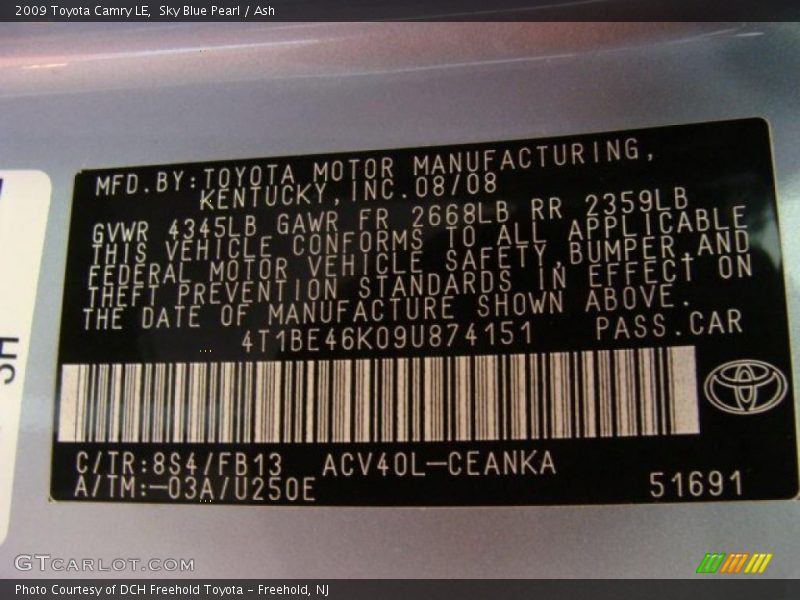 2009 Toyota Camry LE, Sky Blue Pearl / Ash
MFD.BY:TOYOTA MOTOR MANUFACTURING,
KENTUCKY,INC.08/08
GVWR 4345LB GAWR FR 2668LB RR 2359LB
THIS VEHICLE CONFORMS TO ALL APPLICABLE
FEDERAL MOTOR VEHICLE SAFETY,BUMPER,AND
THEFT PREVENTION STANDARDS IN EFFECT ON
THE DATE OF MANUFACTURE SHOWN ABOVE.
4T1BE46K09U874151 PASS.CAR
C/TR:8S4/FB13 ACV40L-CEANKA
A/TM:-03A/U250E 51691
SH
GTCARLOT.COM
Photo Courtesy of DCH Freehold Toyota - Freehold, NJ